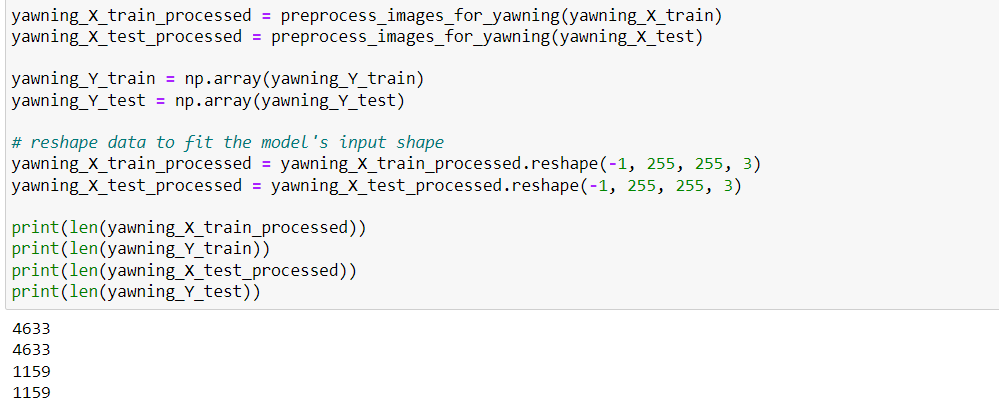 yawning_X_train_processed = preprocess_images_for_yawning(yawning_X_train)
yawning_X_test_processed = preprocess_images_for_yawning(yawning_X_test)
yawning_Y_train = np.array(yawning_Y_train)
yawning_Y_test = np.array(yawning_Y_test)
# reshape data to fit the model's input shape
yawning_X_train_processed = yawning_X_train_processed.reshape(-1, 255, 255, 3)
yawning_X_test_processed = yawning_X_test_processed.reshape(-1, 255, 255, 3)
print(len(yawning_X_train_processed))
print(len(yawning_Y_train))
print(len(yawning_X_test_processed))
print(len(yawning_Y_test))
4633
4633
1159
1159